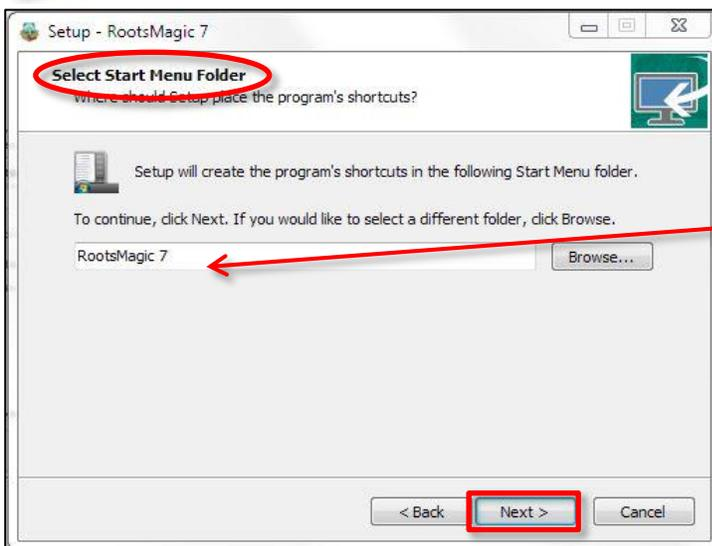 Setup - RootsMagic 7
Select Start Menu Folder
Where should Setup place the program's shortcuts?
Setup will create the program's shortcuts in the following Start Menu folder.
To continue, click Next. If you would like to select a different folder, click Browse.
RootsMagic 7 Browse...
< Back Next > Cancel